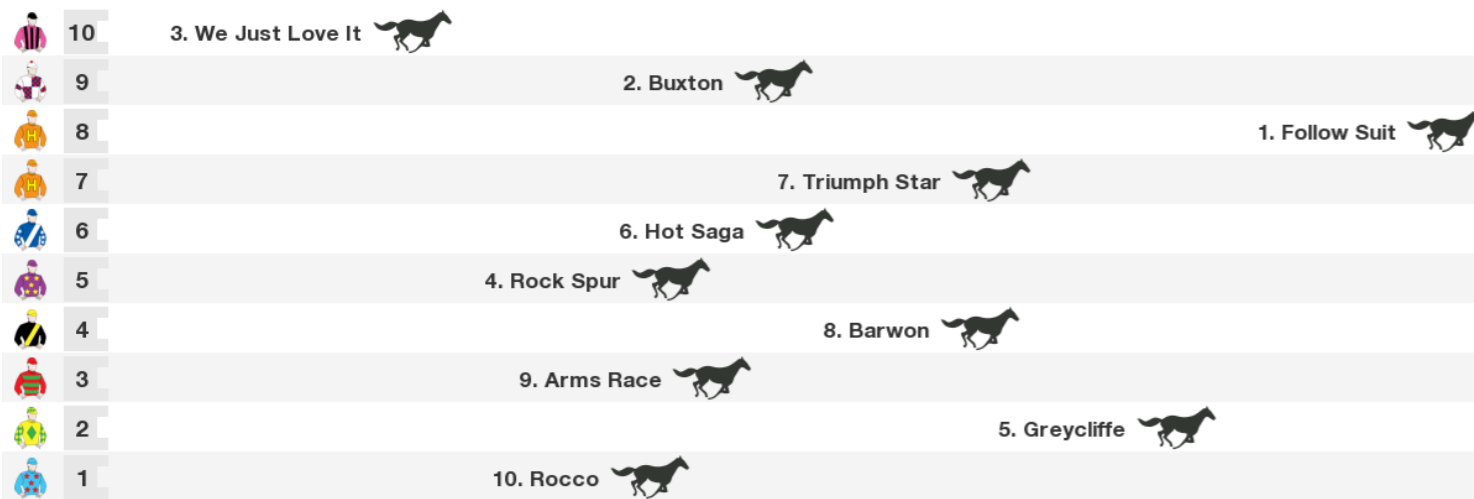 10 3. We Just Love It
9 2. Buxton
H 8 1. Follow Suit
H 7 7. Triumph Star
6 6. Hot Saga
5 4. Rock Spur
4 8. Barwon
3 9. Arms Race
2 5. Greycliffe
1 10. Rocco